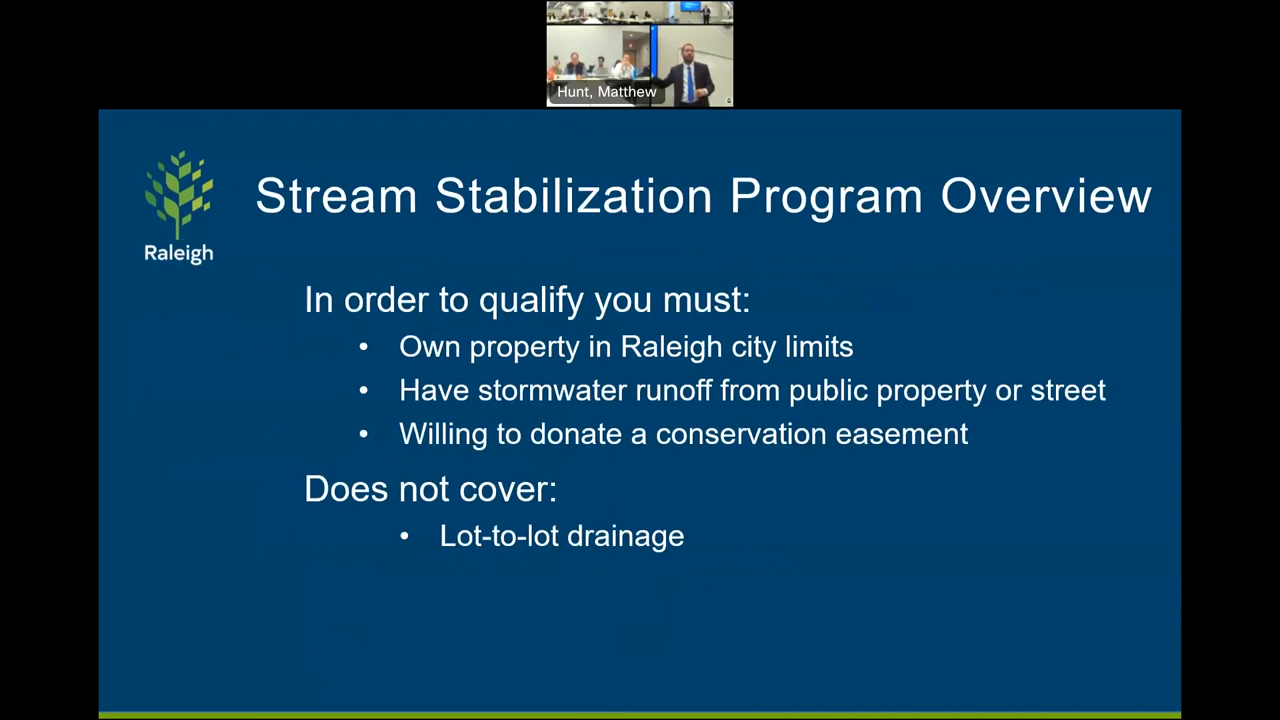 Hunt, Matthew
Raleigh
Stream Stabilization Program Overview
In order to qualify you must:
• Own property in Raleigh city limits
• Have stormwater runoff from public property or street
• Willing to donate a conservation easement
Does not cover:
• Lot-to-lot drainage